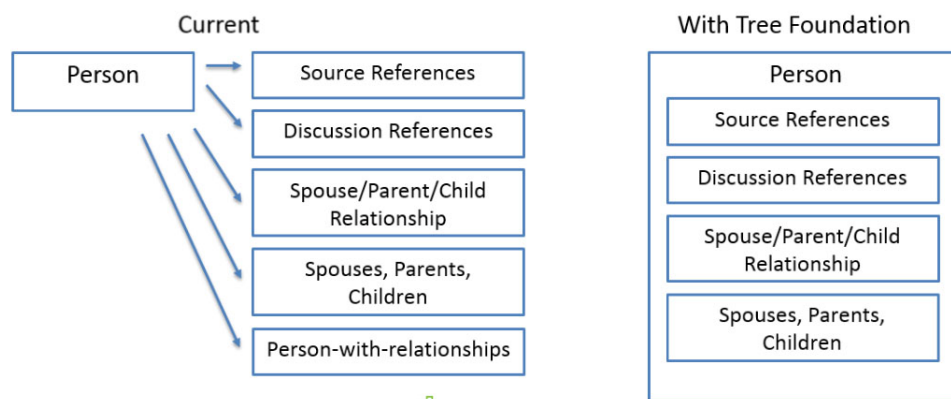 Current
Person
Source References
Discussion References
Spouse/Parent/Child
Relationship
Spouses, Parents,
Children
Person-with-relationships
With Tree Foundation
Person
Source References
Discussion References
Spouse/Parent/Child
Relationship
Spouses, Parents,
Children